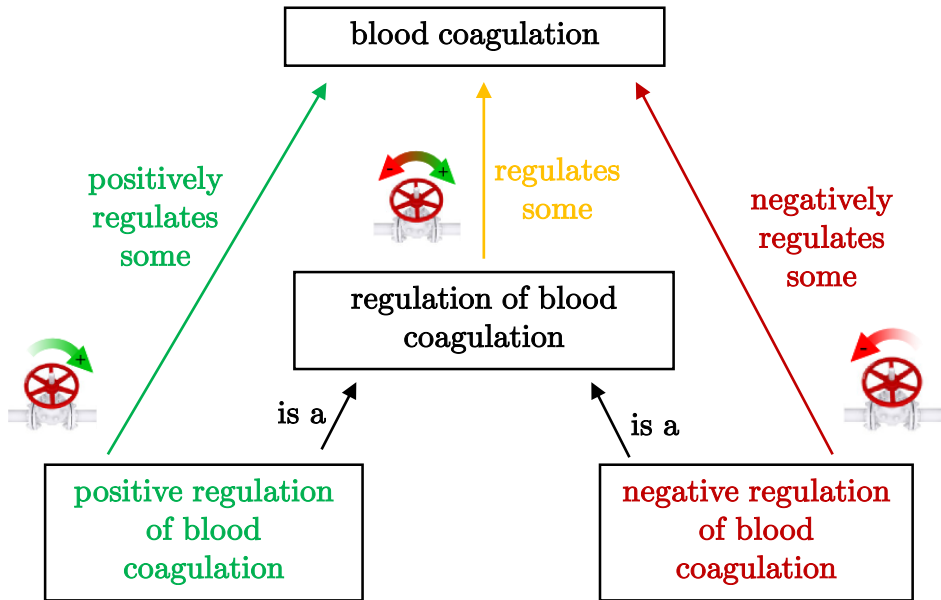 blood coagulation
positively
regulates
some
-
+
regulates
some
negatively
regulates
some
regulation of blood
coagulation
+
-
is a
is a
positive regulation
of blood
coagulation
negative regulation
of blood
coagulation